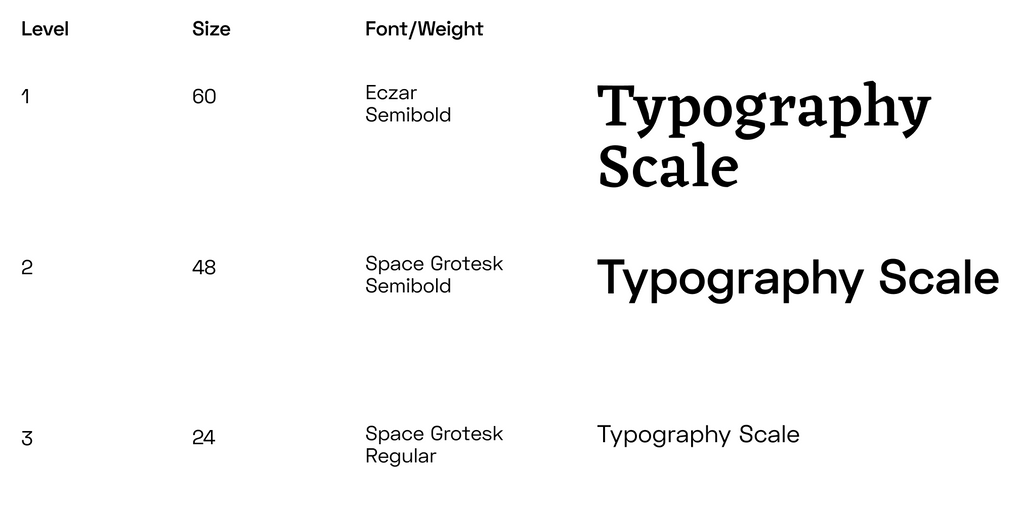 Level Size Font/Weight
1 60 Eczar
Semibold
Typography
Scale
2 48 Space Grotesk
Semibold
Typography Scale
3 24 Space Grotesk
Regular
Typography Scale